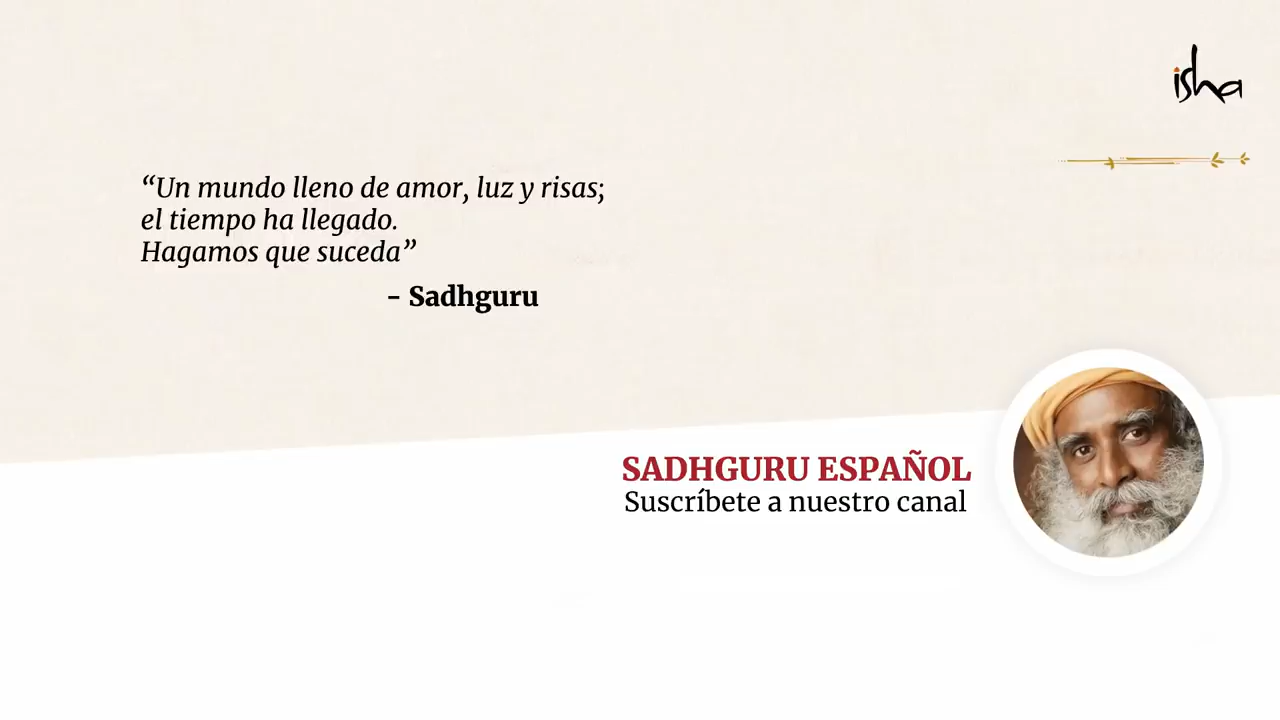 isha
“Un mundo lleno de amor, luz y risas;
el tiempo ha llegado.
Hagamos que suceda”
- Sadhguru
SADHGURU ESPAÑOL
Suscríbete a nuestro canal